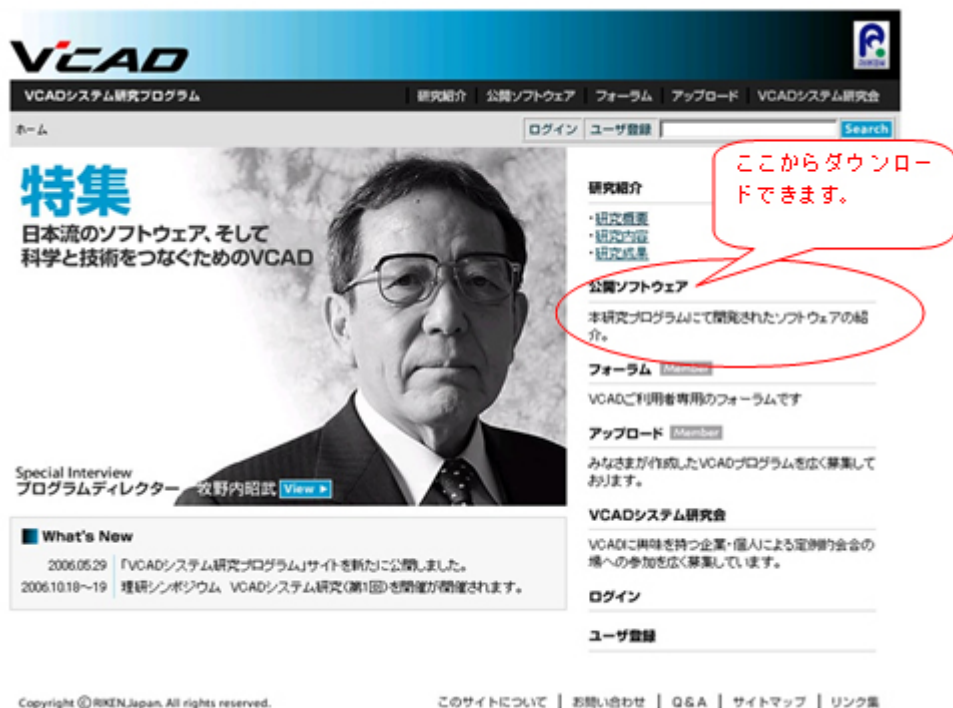 VCAD
RIKEN
VCADシステム研究プログラム
研究紹介 公開ソフトウェア フォーラム アップロード VCADシステム研究会
ホーム
ログイン ユーザ登録 Search
特集
日本流のソフトウェア、そして
科学と技術をつなぐためのVCAD
Special Interview
プログラムディレクター 牧野内昭武 View ▶
What's New
2006.05.29 「VCADシステム研究プログラム」サイトを新たに公開しました。
2006.10.18～19 理研シンポジウム VCADシステム研究(第1回)を開催が開催されます。
ここからダウンロー
ドできます。
研究紹介
・研究概要
・研究内容
・研究成果
公開ソフトウェア
本研究プログラムにて開発されたソフトウェアの紹
介。
フォーラム Member
VCADご利用者専用のフォーラムです
アップロード Member
みなさまが作成したVCADプログラムを広く募集して
おります。
VCADシステム研究会
VCADに興味を持つ企業・個人による定例的会合の
場への参加を広く募集しています。
ログイン
ユーザ登録
Copyright © RIKEN,Japan. All rights reserved.
このサイトについて | お問い合わせ | Q&A | サイトマップ | リンク集